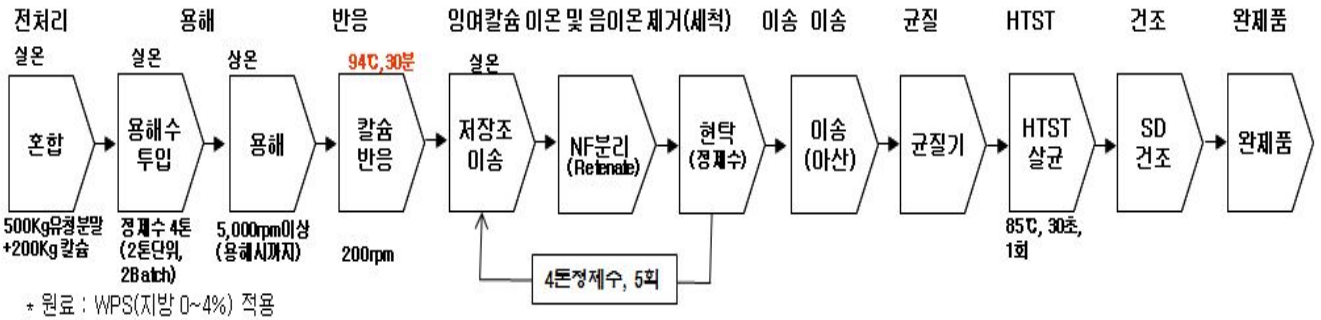 전처리 용해 반응 잉여칼슘 이온 및 음이온 제거(세척) 이송 이송 균질 HTST 건조 완제품
실온 실온 상온 94℃,30분 실온
혼합
용해수
투입
용해
칼슘
반응
저장조
이송
NF분리
(Retenate)
현탁
(정제수)
이송
(아산)
균질기
HTST
살균
SD
건조
완제품
500Kg유청분말
+200Kg 칼슘
정제수 4톤
(2톤단위,
2Batch)
5,000rpm이상
(용해시까지)
200rpm
85℃, 30초,
1회
4톤정제수, 5회
* 원료 : WPS(지방 0~4%) 적용